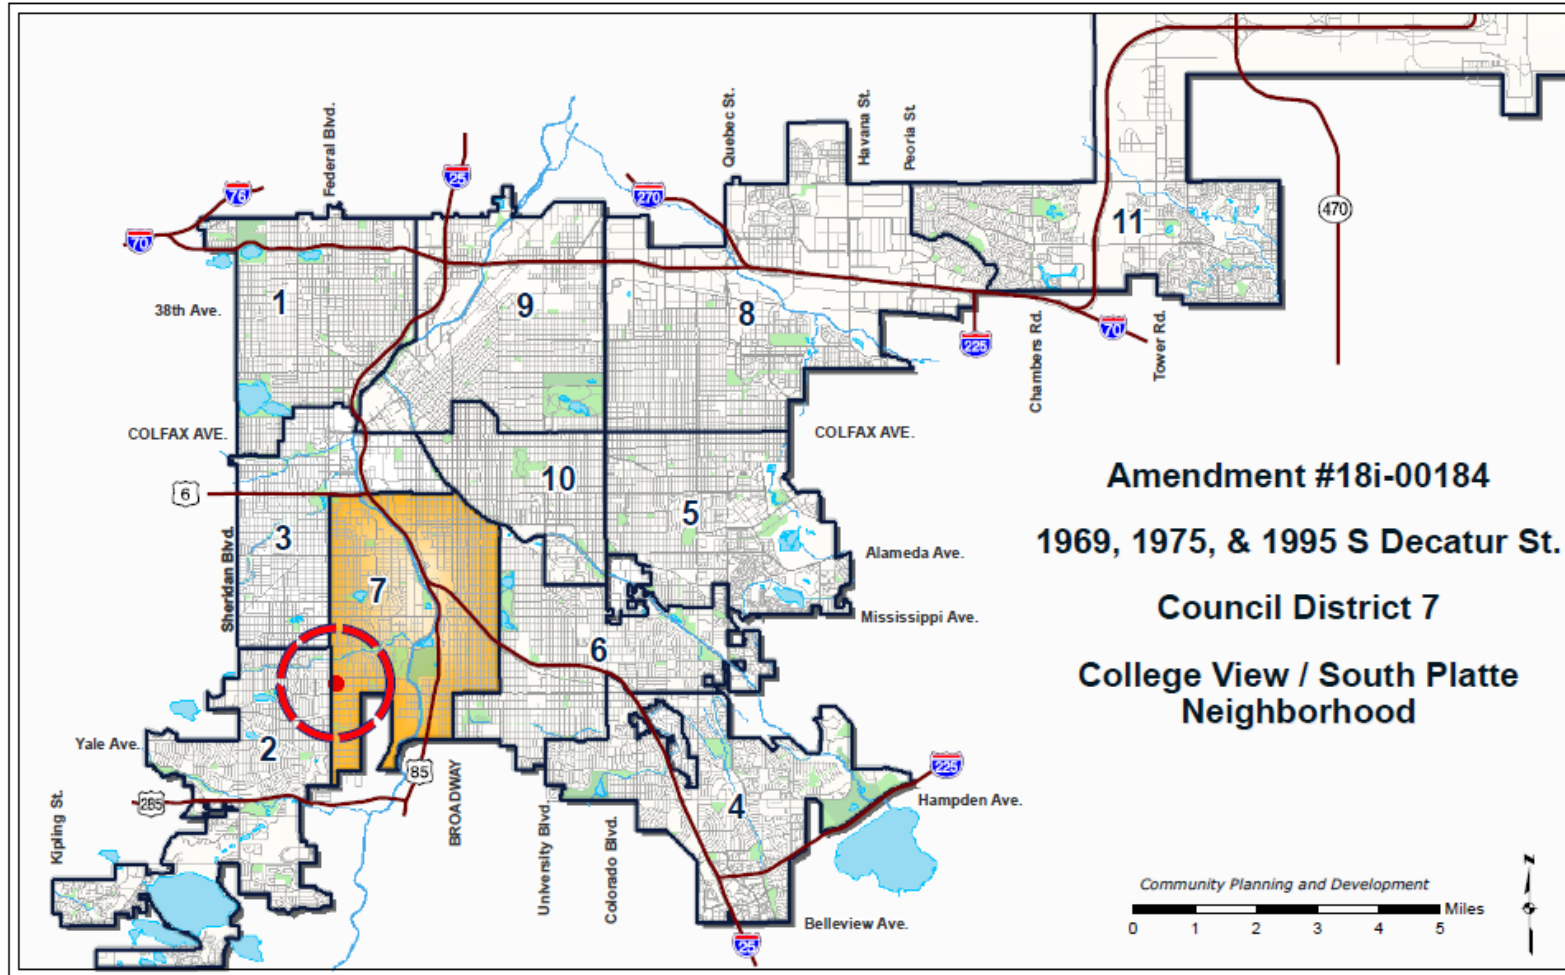 Federal Blvd.
Quebec St.
Havana St.
Peoria St.
76
25
270
70
470
11
1
9
8
38th Ave.
225
70
Chambers Rd.
Tower Rd.
COLFAX AVE.
COLFAX AVE.
10
6
5
3
Sheridan Blvd.
7
Alameda Ave.
Mississippi Ave.
6
2
Yale Ave.
85
BROADWAY
285
Kipling St.
University Blvd.
Colorado Blvd.
4
225
Hampden Ave.
Belleview Ave.
25
Amendment #18i-00184
1969, 1975, & 1995 S Decatur St.
Council District 7
College View / South Platte
Neighborhood
Community Planning and Development
Miles
0 1 2 3 4 5
N